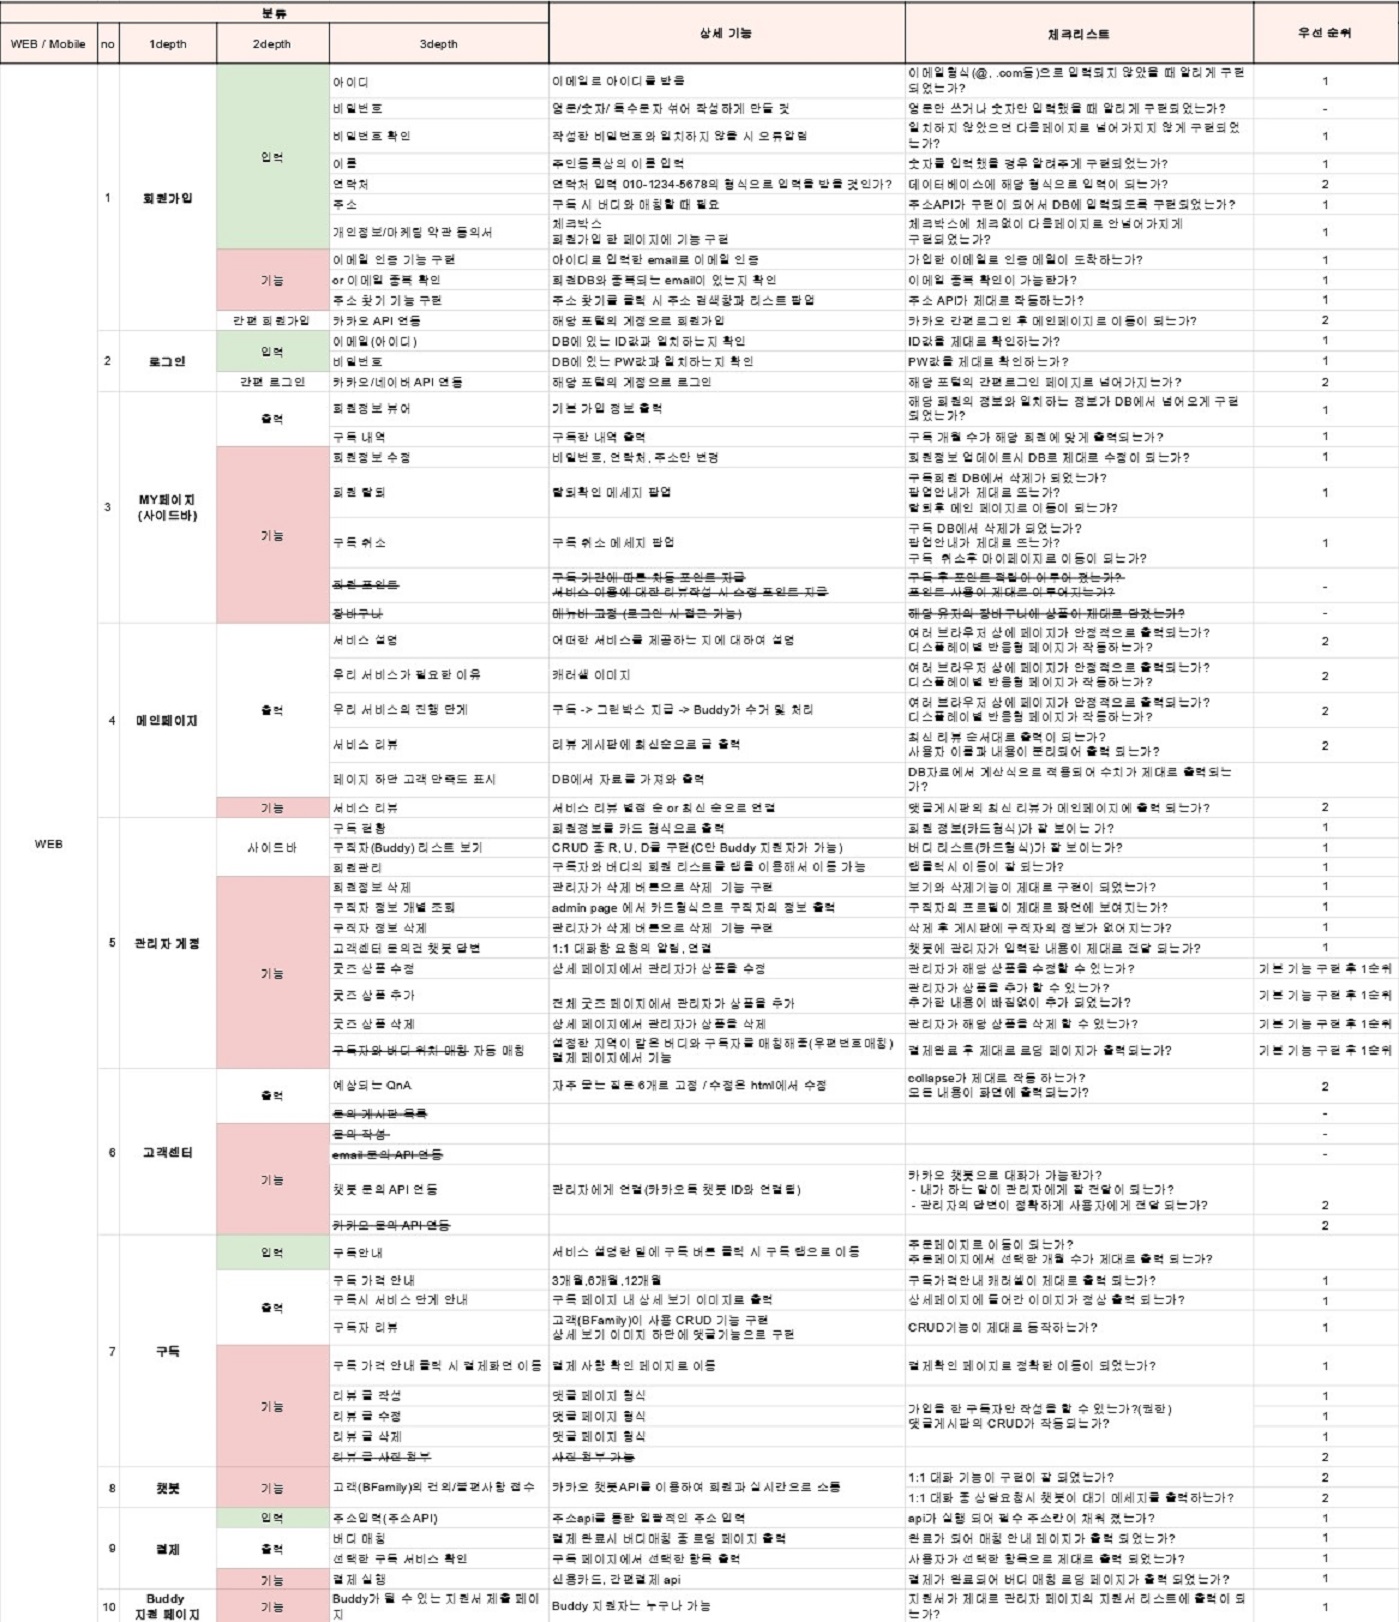 분류
상세 기능
체크리스트
우선 순위
WEB / Mobile
no
1depth
2depth
3depth
WEB
1
회원가입
입력
아이디
이메일로 아이디를 받음
이메일형식(@, .com등)으로 입력되지 않았을 때 알리게 구현
되었는가?
1
비밀번호
영문/숫자/ 특수문자 섞어 작성하게 만들 것
영문만 쓰거나 숫자만 입력했을 때 알리게 구현되었는가?
-
비밀번호 확인
작성한 비밀번호와 일치하지 않을 시 오류알림
일치하지 않았으면 다음페이지로 넘어가지지 않게 구현되었
는가?
1
이름
주민등록상의 이름 입력
숫자를 입력했을 경우 알려주게 구현되었는가?
1
연락처
연락처 입력 010-1234-5678의 형식으로 입력을 받을 것인가?
데이터베이스에 해당 형식으로 입력이 되는가?
2
주소
구독 시 버디와 매칭할 때 필요
주소API가 구현이 되어서 DB에 입력되도록 구현되었는가?
1
개인정보/마케팅 약관 동의서
체크박스
회원가입 한 페이지에 기능 구현
체크박스에 체크없이 다음페이지로 안넘어가지게
구현되었는가?
1
기능
이메일 인증 기능 구현
아이디로 입력한 email로 이메일 인증
가입한 이메일로 인증 메일이 도착하는가?
1
or 이메일 중복 확인
회원DB와 중복되는 email이 있는지 확인
이메일 중복 확인이 가능한가?
1
주소 찾기 기능 구현
주소 찾기를 클릭 시 주소 검색창과 리스트 팝업
주소 API가 제대로 작동하는가?
1
간편 회원가입
카카오 API 연동
해당 포털의 계정으로 회원가입
카카오 간편로그인 후 메인페이지로 이동이 되는가?
2
2
로그인
입력
이메일(아이디)
DB에 있는 ID값과 일치하는지 확인
ID값을 제대로 확인하는가?
1
비밀번호
DB에 있는 PW값과 일치하는지 확인
PW값을 제대로 확인하는가?
1
간편 로그인
카카오/네이버 API 연동
해당 포털의 계정으로 로그인
해당 포털의 간편로그인 페이지로 넘어가지는가?
2
3
MY페이지
(사이드바)
출력
회원정보 뷰어
기본 가입 정보 출력
해당 회원의 정보와 일치하는 정보가 DB에서 넘어오게 구현
되었는가?
1
구독 내역
구독한 내역 출력
구독 개월 수가 해당 회원에 맞게 출력되는가?
1
기능
회원정보 수정
비밀번호, 연락처, 주소만 변경
회원정보 업데이트시 DB로 제대로 수정이 되는가?
1
회원 탈퇴
탈퇴확인 메세지 팝업
구독회원 DB에서 삭제가 되었는가?
팝업안내가 제대로 뜨는가?
탈퇴후 메인 페이지로 이동이 되는가?
1
구독 취소
구독 취소 메세지 팝업
구독 DB에서 삭제가 되었는가?
팝업안내가 제대로 뜨는가?
구독 취소후 마이페이지로 이동이 되는가?
1
회원 포인트
구독 기간에 따른 차등 포인트 지급
서비스 이용에 대한 리뷰작성 시 소정 포인트 지급
구독 후 포인트 적립이 이루어 졌는가?
포인트 사용이 제대로 이루어지는가?
-
장바구니
메뉴바 고정 (로그인 시 접근 가능)
해당 유저의 장바구니에 상품이 제대로 담겼는가?
-
4
메인페이지
출력
서비스 설명
어떠한 서비스를 제공하는 지에 대하여 설명
여러 브라우저 상에 페이지가 안정적으로 출력되는가?
디스플레이별 반응형 페이지가 작동하는가?
2
우리 서비스가 필요한 이유
캐러셀 이미지
여러 브라우저 상에 페이지가 안정적으로 출력되는가?
디스플레이별 반응형 페이지가 작동하는가?
2
우리 서비스의 진행 단계
구독 -> 그린박스 지급 -> Buddy가 수거 및 처리
여러 브라우저 상에 페이지가 안정적으로 출력되는가?
디스플레이별 반응형 페이지가 작동하는가?
2
서비스 리뷰
리뷰 게시판에 최신순으로 글 출력
최신 리뷰 순서대로 출력이 되는가?
사용자 이름과 내용이 분리되어 출력 되는가?
2
페이지 하단 고객 만족도 표시
DB에서 자료를 가져와 출력
DB자료에서 계산식으로 적용되어 수치가 제대로 출력되는
가?
기능
서비스 리뷰
서비스 리뷰 별점 순 or 최신 순으로 연결
댓글게시판의 최신 리뷰가 메인페이지에 출력 되는가?
2
5
관리자 계정
사이드바
구독 현황
회원정보를 카드 형식으로 출력
회원 정보(카드형식)가 잘 보이는 가?
1
구직자(Buddy) 리스트 보기
CRUD 중 R, U, D를 구현(C만 Buddy 지원자가 가능)
버디 리스트(카드형식)가 잘 보이는가?
1
회원관리
구독자와 버디의 회원 리스트를 탭을 이용해서 이동 가능
탭클릭시 이동이 잘 되는가?
1
기능
회원정보 삭제
관리자가 삭제 버튼으로 삭제 기능 구현
보기와 삭제기능이 제대로 구현이 되었는가?
1
구직자 정보 개별 조회
admin page 에서 카드형식으로 구직자의 정보 출력
구직자의 프로필이 제대로 화면에 보여지는가?
1
구직자 정보 삭제
관리자가 삭제 버튼으로 삭제 기능 구현
삭제 후 게시판에 구직자의 정보가 없어지는가?
1
고객센터 문의건 챗봇 답변
1:1 대화창 요청의 알림,연결
챗봇에 관리자가 입력한 내용이 제대로 전달 되는가?
1
굿즈 상품 수정
상세 페이지에서 관리자가 상품을 수정
관리자가 해당 상품을 수정할 수 있는가?
기본 기능 구현 후 1순위
굿즈 상품 추가
전체 굿즈 페이지에서 관리자가 상품을 추가
관리자가 상품을 추가 할 수 있는가?
추가한 내용이 빠짐없이 추가 되었는가?
기본 기능 구현 후 1순위
굿즈 상품 삭제
상세 페이지에서 관리자가 상품을 삭제
관리자가 해당 상품을 삭제 할 수 있는가?
기본 기능 구현 후 1순위
구독자와 버디 위치 매칭 자동 매칭
설정한 지역이 같은 버디와 구독자를 매칭해줌(우편번호매칭)
결제 페이지에서 기능
결제완료 후 제대로 로딩 페이지가 출력되는가?
기본 기능 구현 후 1순위
6
고객센터
출력
예상되는 QnA
자주 묻는 질문 6개로 고정 / 수정은 html에서 수정
collapse가 제대로 작동 하는가?
모든 내용이 화면에 출력되는가?
2
문의 게시판 목록
-
기능
문의 작성
-
email 문의 API 연동
-
챗봇 문의 API 연동
관리자에게 연결(카카오톡 챗봇 ID와 연결됨)
카카오 챗봇으로 대화가 가능한가?
- 내가 하는 말이 관리자에게 잘 전달이 되는가?
- 관리자의 답변이 정확하게 사용자에게 전달 되는가?
2
카카오 문의 API 연동
2
7
구독
입력
구독안내
서비스 설명란 밑에 구독 버튼 클릭 시 구독 탭으로 이동
주문페이지로 이동이 되는가?
주문페이지에서 선택한 개월 수가 제대로 출력 되는가?
출력
구독 가격 안내
3개월,6개월,12개월
구독가격안내 캐러셀이 제대로 출력 되는가?
1
구독시 서비스 단계 안내
구독 페이지 내 상세 보기 이미지로 출력
상세페이지에 들어간 이미지가 정상 출력 되는가?
1
구독자 리뷰
고객(BFamily)이 사용 CRUD 기능 구현
상세 보기 이미지 하단에 댓글기능으로 구현
CRUD기능이 제대로 동작하는가?
1
기능
구독 가격 안내 클릭 시 결제화면 이동
결제 사항 확인 페이지로 이동
결제확인 페이지로 정확한 이동이 되었는가?
1
리뷰 글 작성
댓글 페이지 형식
가입을 한 구독자만 작성을 할 수 있는가?(권한)
댓글게시판의 CRUD가 작동되는가?
1
리뷰 글 수정
댓글 페이지 형식
1
리뷰 글 삭제
댓글 페이지 형식
1
리뷰 글 사진 첨부
사진 첨부 가능
2
8
챗봇
기능
고객(BFamily)의 건의/불편사항 접수
카카오 챗봇API를 이용하여 회원과 실시간으로 소통
1:1 대화 기능이 구현이 잘 되었는가?
2
1:1 대화 중 상담요청시 챗봇이 대기 메세지를 출력하는가?
2
9
결제
입력
주소입력(주소API)
주소api를 통한 일괄적인 주소 입력
api가 실행 되어 필수 주소란이 채워 졌는가?
1
출력
버디 매칭
결제 완료시 버디매칭 중 로딩 페이지 출력
완료가 되어 매칭 안내 페이지가 출력 되었는가?
1
선택한 구독 서비스 확인
구독 페이지에서 선택한 항목 출력
사용자가 선택한 항목으로 제대로 출력 되었는가?
1
기능
결제 실행
신용카드, 간편결제 api
결제가 완료되어 버디 매칭 로딩 페이지가 출력 되었는가?
1
10
Buddy
지원 페이지
기능
Buddy가 될 수 있는 지원서 제출 페이
지
Buddy 지원자는 누구나 가능
지원서가 제대로 관리자 페이지의 지원서 리스트에 출력이 되
는가?
1